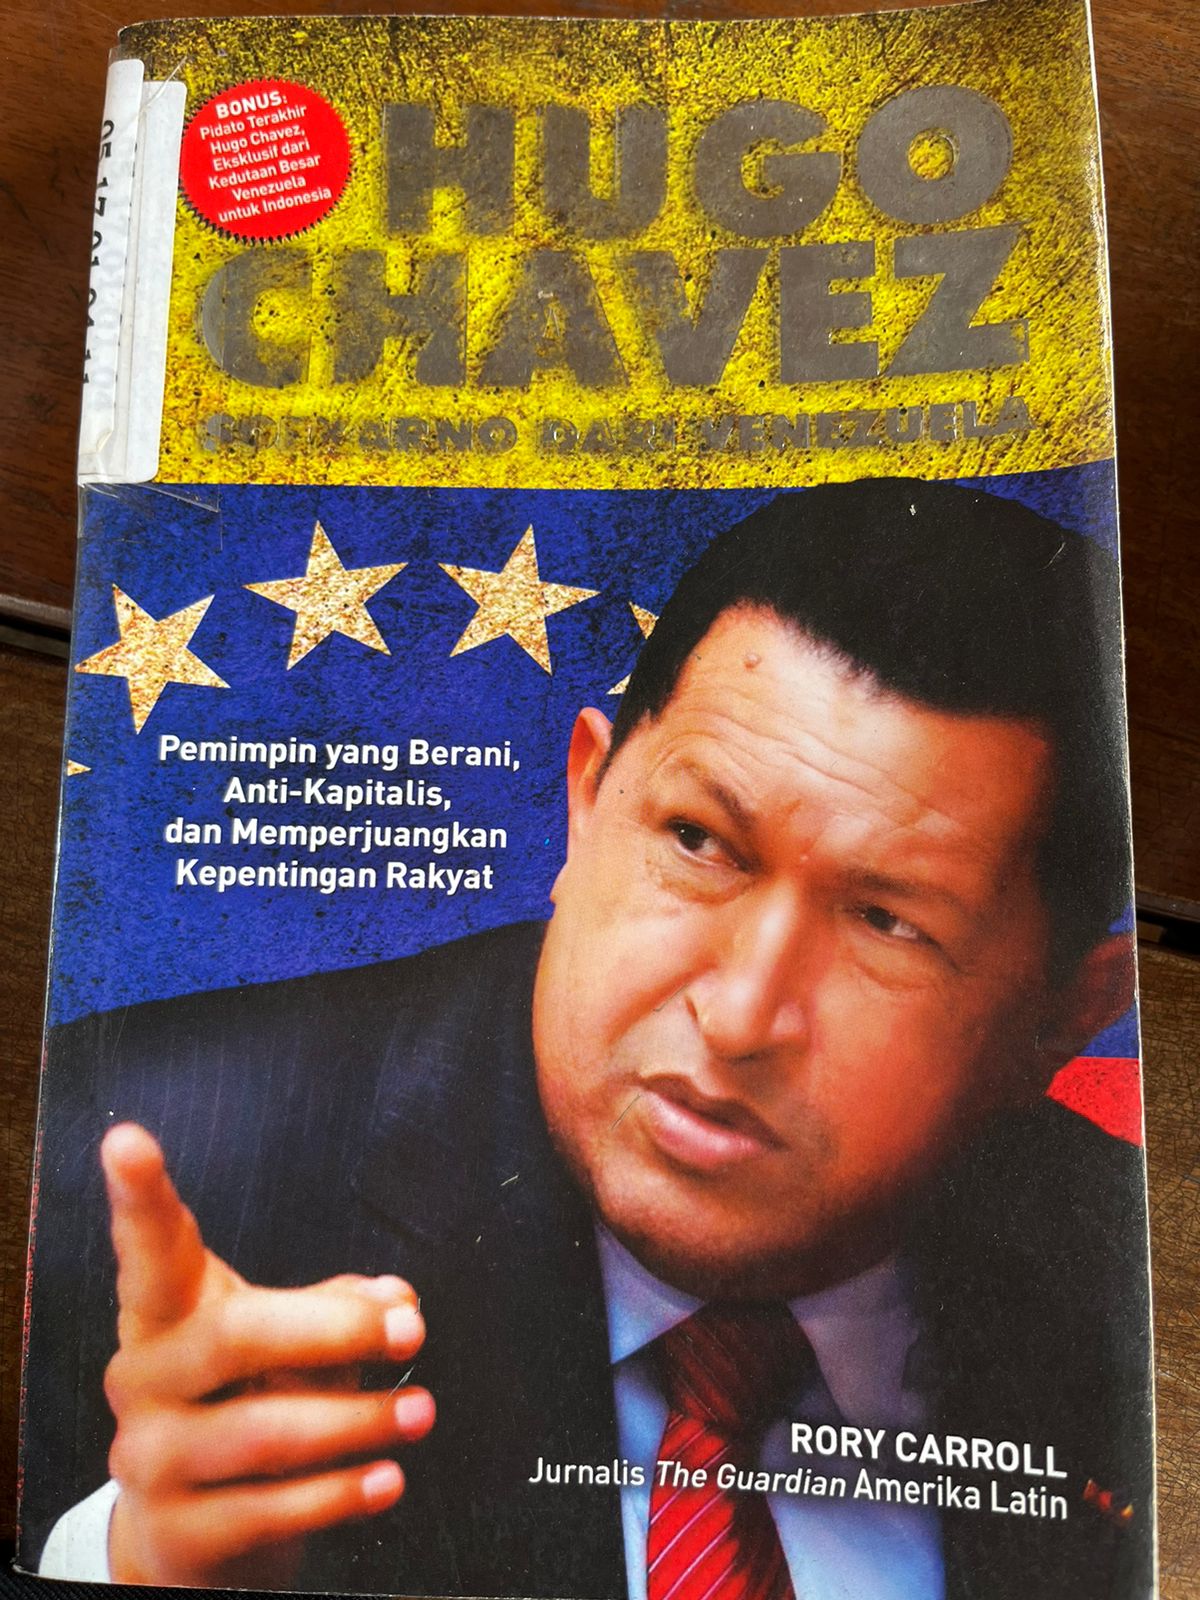 BONUS:
Pidato Terakhir
Hugo Chavez,
Eksklusif dari
Kedutaan Besar
Venezuela
untuk Indonesia
HUGO
CHAVEZ
SOEKARNO DARI VENEZUELA
Pemimpin yang Berani,
Anti-Kapitalis,
dan Memperjuangkan
Kepentingan Rakyat
RORY CARROLL
Jurnalis The Guardian Amerika Latin